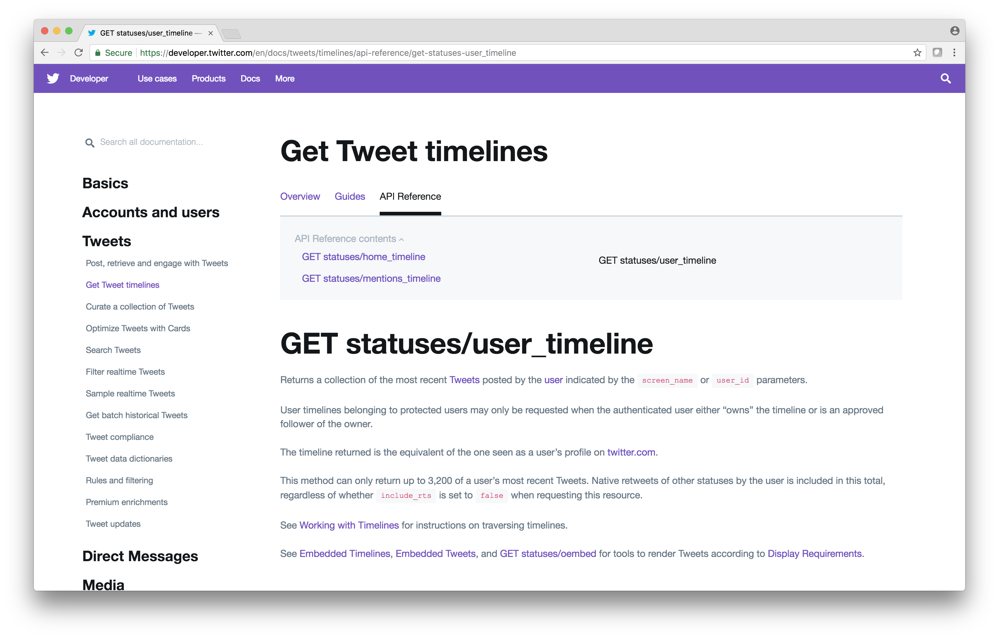 GET statuses/user_timeline —
Secure https://developer.twitter.com/en/docs/tweets/timelines/api-reference/get-statuses-user_timeline
Developer Use cases Products Docs More
Search all documentation...
Basics
Accounts and users
Tweets
Post, retrieve and engage with Tweets
Get Tweet timelines
Curate a collection of Tweets
Optimize Tweets with Cards
Search Tweets
Filter realtime Tweets
Sample realtime Tweets
Get batch historical Tweets
Tweet compliance
Tweet data dictionaries
Rules and filtering
Premium enrichments
Tweet updates
Direct Messages
Media
Get Tweet timelines
Overview Guides API Reference
API Reference contents
GET statuses/home_timeline
GET statuses/mentions_timeline
GET statuses/user_timeline
GET statuses/user_timeline
Returns a collection of the most recent Tweets posted by the user indicated by the screen_name or user_id parameters.
User timelines belonging to protected users may only be requested when the authenticated user either “owns” the timeline or is an approved
follower of the owner.
The timeline returned is the equivalent of the one seen as a user’s profile on twitter.com.
This method can only return up to 3,200 of a user’s most recent Tweets. Native retweets of other statuses by the user is included in this total,
regardless of whether include_rts is set to false when requesting this resource.
See Working with Timelines for instructions on traversing timelines.
See Embedded Timelines, Embedded Tweets, and GET statuses/oembed for tools to render Tweets according to Display Requirements.